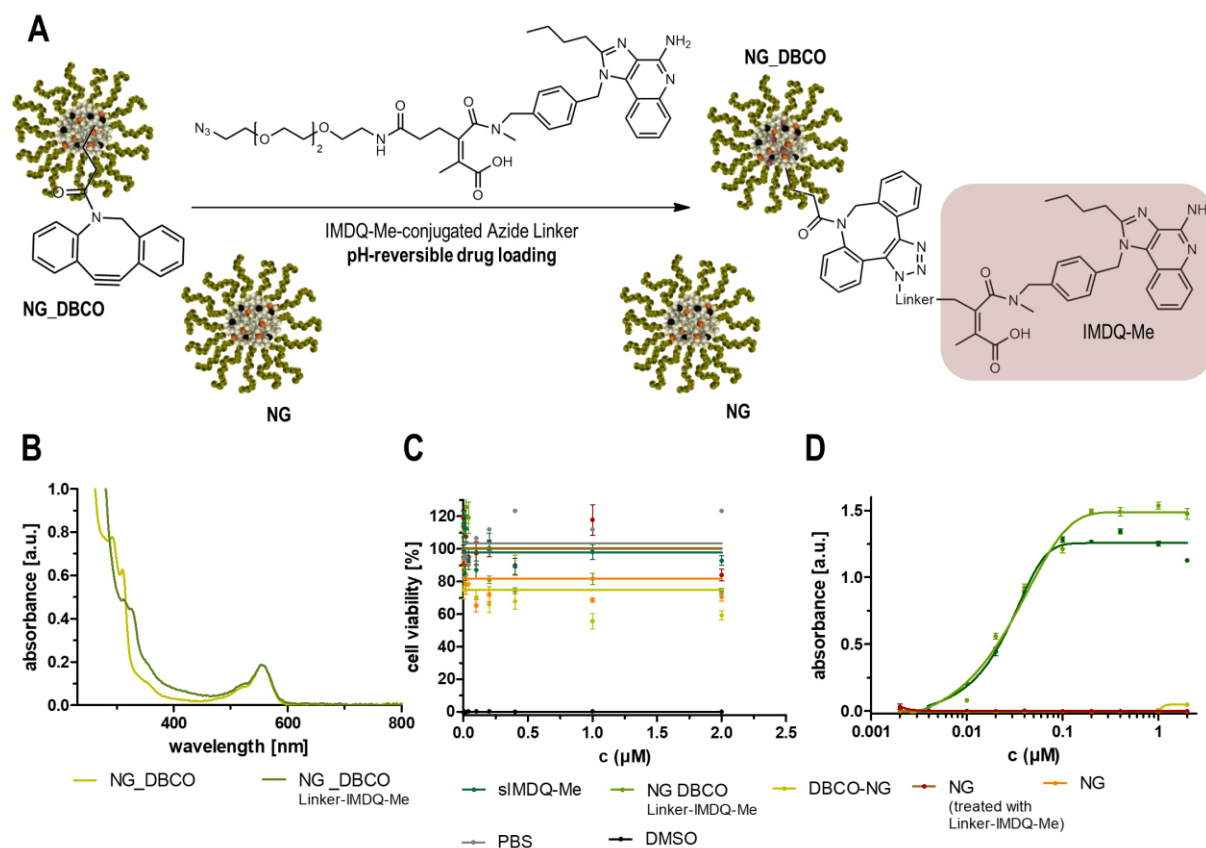 A
NG_DBCO
N₃
O
2
O
N
H
O
O
N
OH
O
N
N
NH₂
N
O
N
IMDQ-Me-conjugated Azide Linker
pH-reversible drug loading
NG_DBCO
NG
NG_DBCO
O
N
N
N
N
Linker
O
N
OH
O
N
N
NH
N
IMDQ-Me
NG
B
absorbance [a.u.]
1.0
0.8
0.6
0.4
0.2
0.0
400
600
800
wavelength [nm]
NG_DBCO
NG _DBCO
Linker-IMDQ-Me
C
cell viability [%]
120
100
80
60
40
20
0
0.0
0.5
1.0
1.5
2.0
2.5
c (µM)
D
absorbance [a.u.]
1.5
1.0
0.5
0.0
0.001
0.01
0.1
1
c (µM)
sIMDQ-Me
NG DBCO
Linker-IMDQ-Me
DBCO-NG
NG
(treated with
Linker-IMDQ-Me)
NG
PBS
DMSO